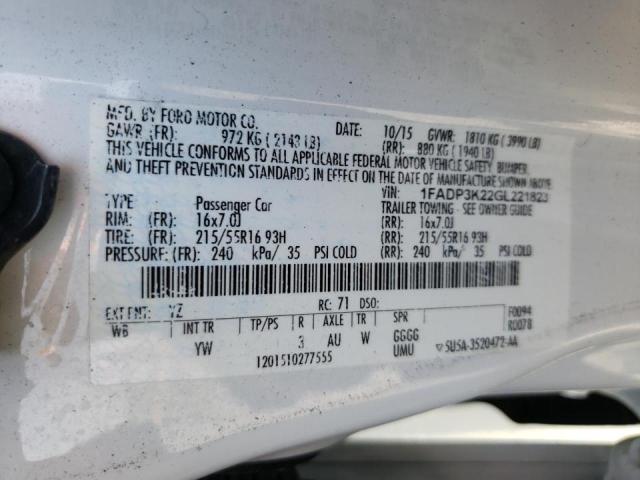 MFD. BY FORD MOTOR CO. DATE: 10/15 GVWR: 1810 KG ( 3990 LB)
GAWR (FR): 972 KG ( 2143 LB) (RR): 880 KG ( 1940 LB)
THIS VEHICLE CONFORMS TO ALL APPLICABLE FEDERAL MOTOR VEHICLE SAFETY, BUMPER,
AND THEFT PREVENTION STANDARDS IN EFFECT ON THE DATE OF MANUFACTURE SHOWN ABOVE
VIN: 1FADP3K22GL221823
TYPE: Passenger Car TRAILER TOWING - SEE OWNER GUIDE
RIM: (FR): 16x7.0J (RR): 16x7.0J
TIRE: (FR): 215/55R16 93H (RR): 215/55R16 93H
PRESSURE: (FR): 240 kPa/ 35 PSI COLD (RR): 240 kPa/ 35 PSI COLD
EXT PNT: YZ RC: 71 DSO: F0094
WB INT TR TP/PS R AXLE TR SPR R0078
YW 3 AU W GGGG
1201510277555 UMU 5U5A-3520472-AA